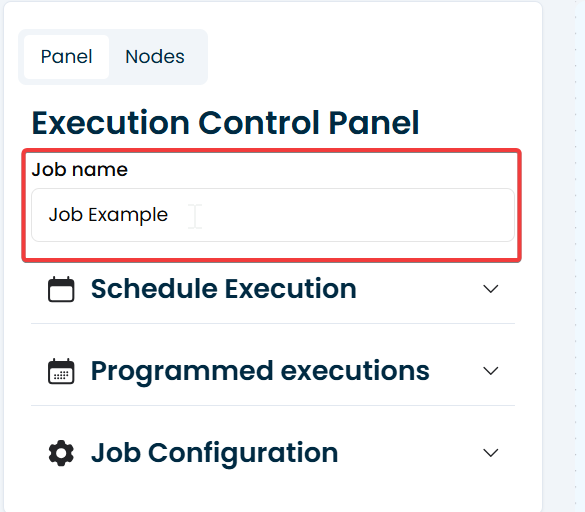 Panel Nodes
Execution Control Panel
Job name
Job Example
Schedule Execution
Programmed executions
Job Configuration